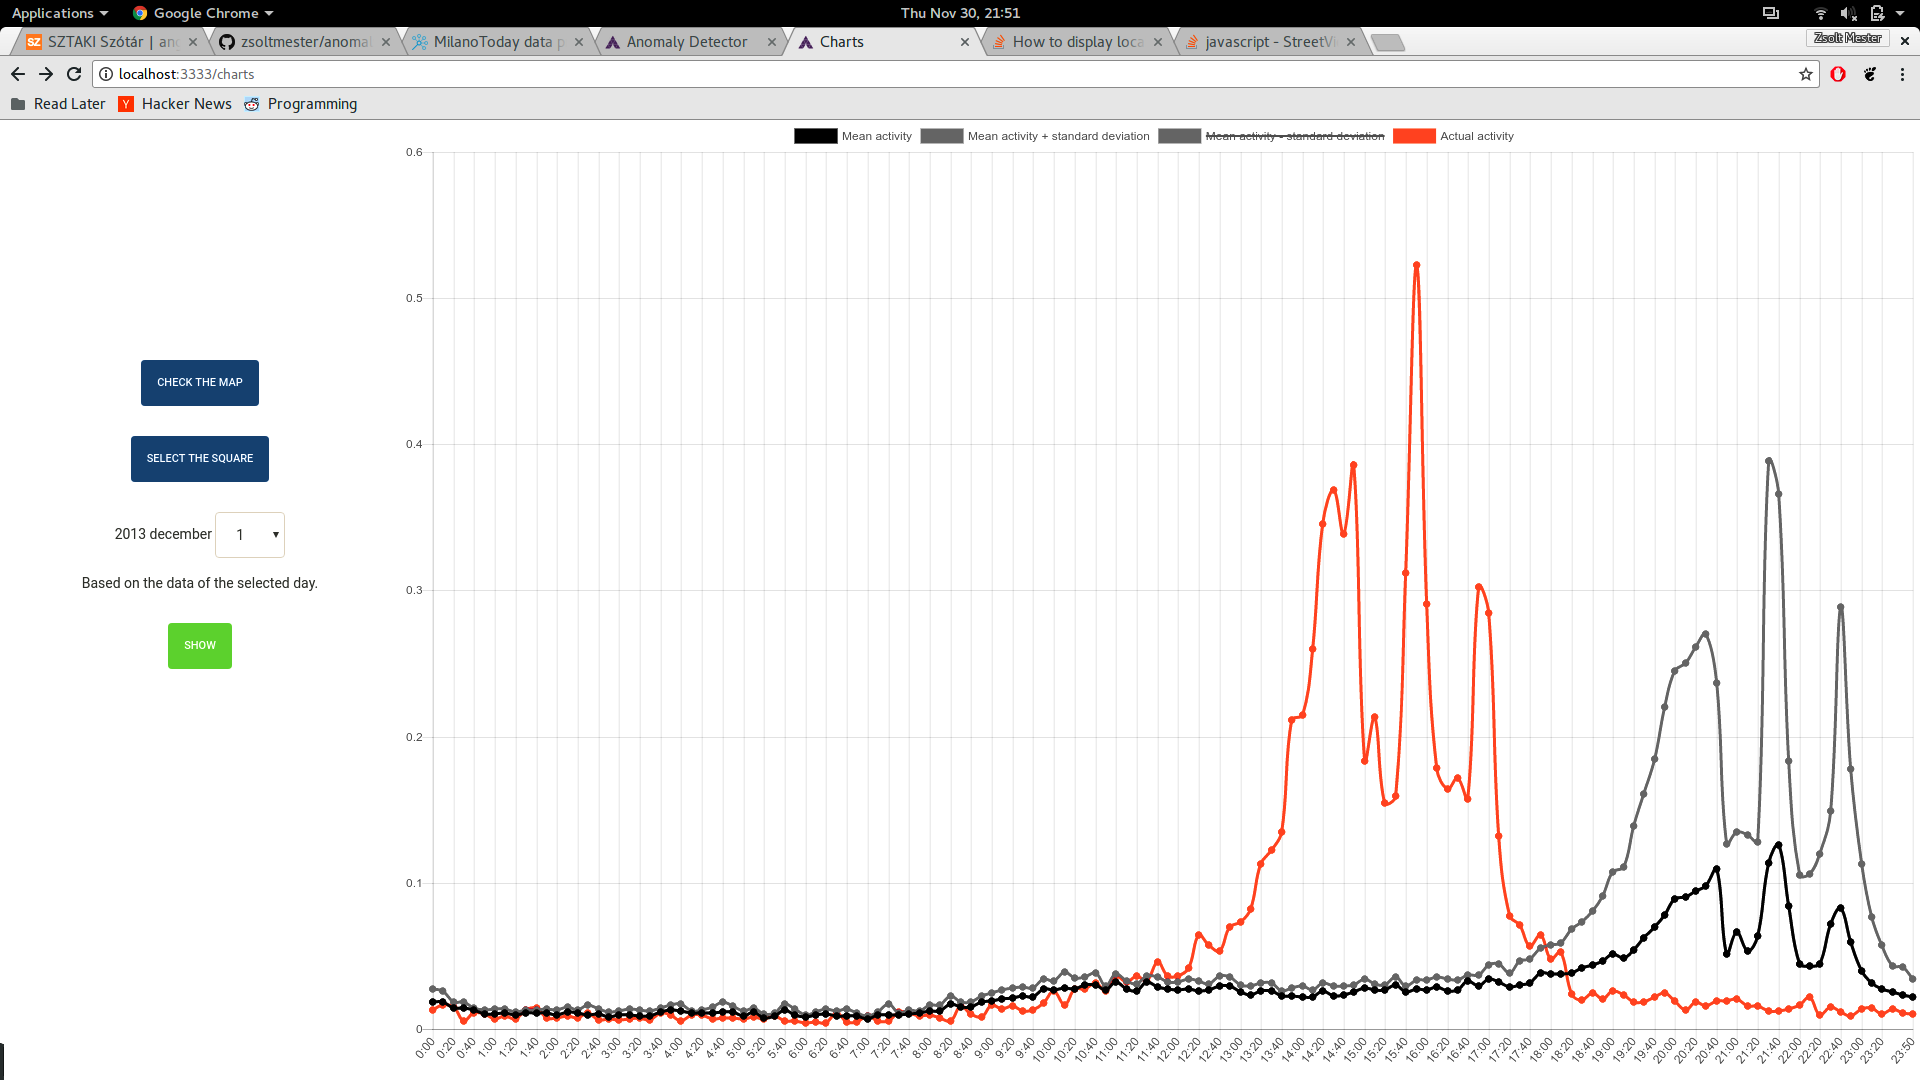 Applications
Google Chrome
Thu Nov 30, 21:51
SZTAKI Szótár | an
zsoltmester/anomal
MilanoToday data p
Anomaly Detector
Charts
How to display loca
javascript - StreetVi
Zsolt Mester
localhost:3333/charts
Read Later
Hacker News
Programming
Mean activity
Mean activity + standard deviation
Mean activity - standard deviation
Actual activity
CHECK THE MAP
SELECT THE SQUARE
2013 december 1
Based on the data of the selected day.
SHOW
0.6
0.5
0.4
0.3
0.2
0.1
0
0:00 0:20 0:40 1:00 1:20 1:40 2:00 2:20 2:40 3:00 3:20 3:40 4:00 4:20 4:40 5:00 5:20 5:40 6:00 6:20 6:40 7:00 7:20 7:40 8:00 8:20 8:40 9:00 9:20 9:40 10:00 10:20 10:40 11:00 11:20 11:40 12:00 12:20 12:40 13:00 13:20 13:40 14:00 14:20 14:40 15:00 15:20 15:40 16:00 16:20 16:40 17:00 17:20 17:40 18:00 18:20 18:40 19:00 19:20 19:40 20:00 20:20 20:40 21:00 21:20 21:40 22:00 22:20 22:40 23:00 23:20 23:50